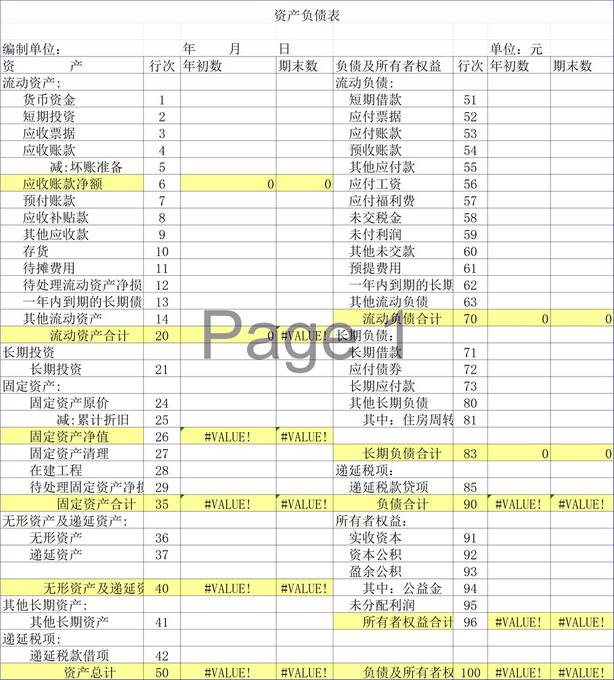 资产负债表
编制单位: 年 月 日 单位: 元
资 产 行次 年初数 期末数 负债及所有者权益 行次 年初数 期末数
流动资产: 流动负债:
货币资金 1 短期借款 51
短期投资 2 应付票据 52
应收票据 3 应付账款 53
应收账款 4 预收账款 54
减:坏账准备 5 其他应付款 55
应收账款净额 6 0 0 应付工资 56
预付账款 7 应付福利费 57
应收补贴款 8 未交税金 58
其他应收款 9 未付利润 59
存货 10 其他未交款 60
待摊费用 11 预提费用 61
待处理流动资产净损 12 一年内到期的长期 62
一年内到期的长期债 13 其他流动负债 63
其他流动资产 14 流动负债合计 70 0 0
流动资产合计 20 0 #VALUE! 长期负债:
长期投资 长期借款 71
长期投资 21 应付债券 72
固定资产: 长期应付款 73
固定资产原价 24 其他长期负债 80
减:累计折旧 25 其中: 住房周转 81
固定资产净值 26 #VALUE! #VALUE!
固定资产清理 27 长期负债合计 83 0 0
在建工程 28 递延税项:
待处理固定资产净损 29 递延税款贷项 85
固定资产合计 35 #VALUE! #VALUE! 负债合计 90 #VALUE! #VALUE!
无形资产及递延资产: 所有者权益:
无形资产 36 实收资本 91
递延资产 37 资本公积 92
盈余公积 93
无形资产及递延资 40 #VALUE! #VALUE! 其中: 公益金 94
其他长期资产: 未分配利润 95
其他长期资产 41 所有者权益合计 96 #VALUE! #VALUE!
递延税项:
递延税款借项 42
资产总计 50 #VALUE! #VALUE! 负债及所有者权 100 #VALUE! #VALUE!
Page 1